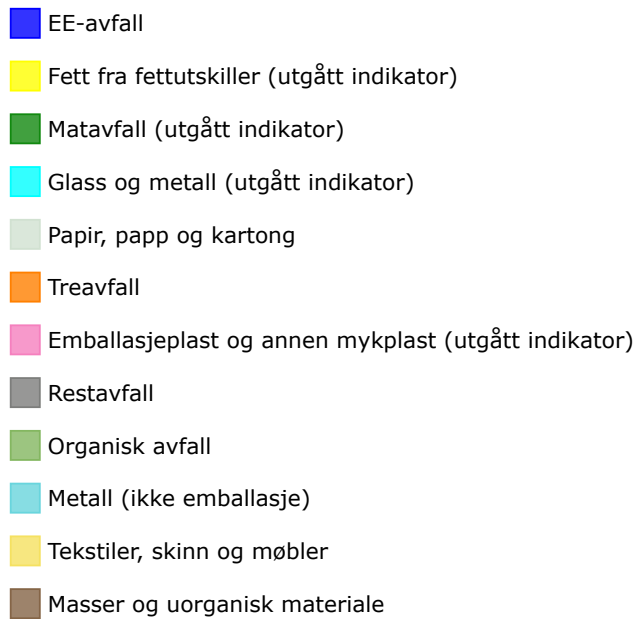 EE-avfall
Fett fra fettutskiller (utgått indikator)
Matavfall (utgått indikator)
Glass og metall (utgått indikator)
Papir, papp og kartong
Treavfall
Emballasjeplast og annen mykplast (utgått indikator)
Restavfall
Organisk avfall
Metall (ikke emballasje)
Tekstiler, skinn og møbler
Masser og uorganisk materiale